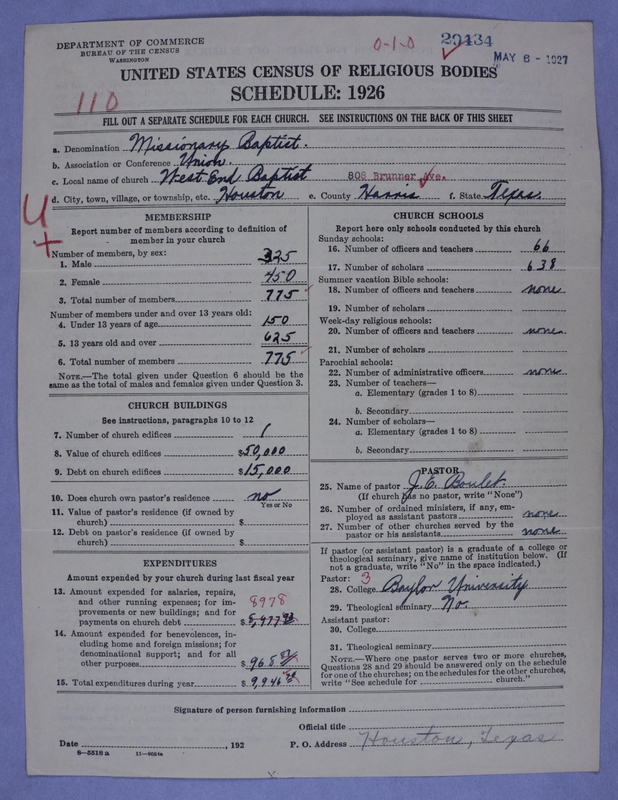 DEPARTMENT OF COMMERCE
BUREAU OF THE CENSUS
WASHINGTON
0-1-0
29434
MAY 6 - 1927
UNITED STATES CENSUS OF RELIGIOUS BODIES
SCHEDULE: 1926
110
FILL OUT A SEPARATE SCHEDULE FOR EACH CHURCH. SEE INSTRUCTIONS ON THE BACK OF THIS SHEET
a. Denomination Missionary Baptist.
b. Association or Conference Union.
c. Local name of church West End Baptist 806 Brunner Ave.
d. City, town, village, or township, etc. Houston e. County Harris f. State Texas.
MEMBERSHIP
Report number of members according to definition of
member in your church
Number of members, by sex:
1. Male 325
2. Female 450
3. Total number of members 775
Number of members under and over 13 years old:
4. Under 13 years of age 150
5. 13 years old and over 625
6. Total number of members 775
NOTE.—The total given under Question 6 should be the
same as the total of males and females given under Question 3.
CHURCH BUILDINGS
See instructions, paragraphs 10 to 12
7. Number of church edifices 1
8. Value of church edifices $50,000
9. Debt on church edifices $15,000
10. Does church own pastor's residence no
Yes or No
11. Value of pastor's residence (if owned by
church) $
12. Debt on pastor's residence (if owned by
church) $
EXPENDITURES
Amount expended by your church during last fiscal year
13. Amount expended for salaries, repairs,
and other running expenses; for im-
provements or new buildings; and for
payments on church debt 8978 $
14. Amount expended for benevolences, in-
cluding home and foreign missions; for
denominational support; and for all
other purposes $968
15. Total expenditures during year $9,946
CHURCH SCHOOLS
Report here only schools conducted by this church
Sunday schools:
16. Number of officers and teachers 66
17. Number of scholars 638
Summer vacation Bible schools:
18. Number of officers and teachers none
19. Number of scholars
Week-day religious schools:
20. Number of officers and teachers none
21. Number of scholars
Parochial schools:
22. Number of administrative officers none
23. Number of teachers—
a. Elementary (grades 1 to 8)
b. Secondary
24. Number of scholars—
a. Elementary (grades 1 to 8)
b. Secondary
PASTOR
25. Name of pastor J. E. Boulet.
(If church has no pastor, write "None")
26. Number of ordained ministers, if any, em-
ployed as assistant pastors none
27. Number of other churches served by the
pastor or his assistants none
If pastor (or assistant pastor) is a graduate of a college or
theological seminary, give name of institution below. (If
not a graduate, write "No" in the space indicated.)
Pastor: 3
28. College Baylor University
29. Theological seminary No.
Assistant pastor:
30. College
31. Theological seminary
NOTE.—Where one pastor serves two or more churches,
Questions 28 and 29 should be answered only on the schedule
for one of the churches; on the schedules for the other churches,
write "See schedule for church."
Signature of person furnishing information
Official title
Date , 192 P. O. Address Houston, Texas
8-5518 a